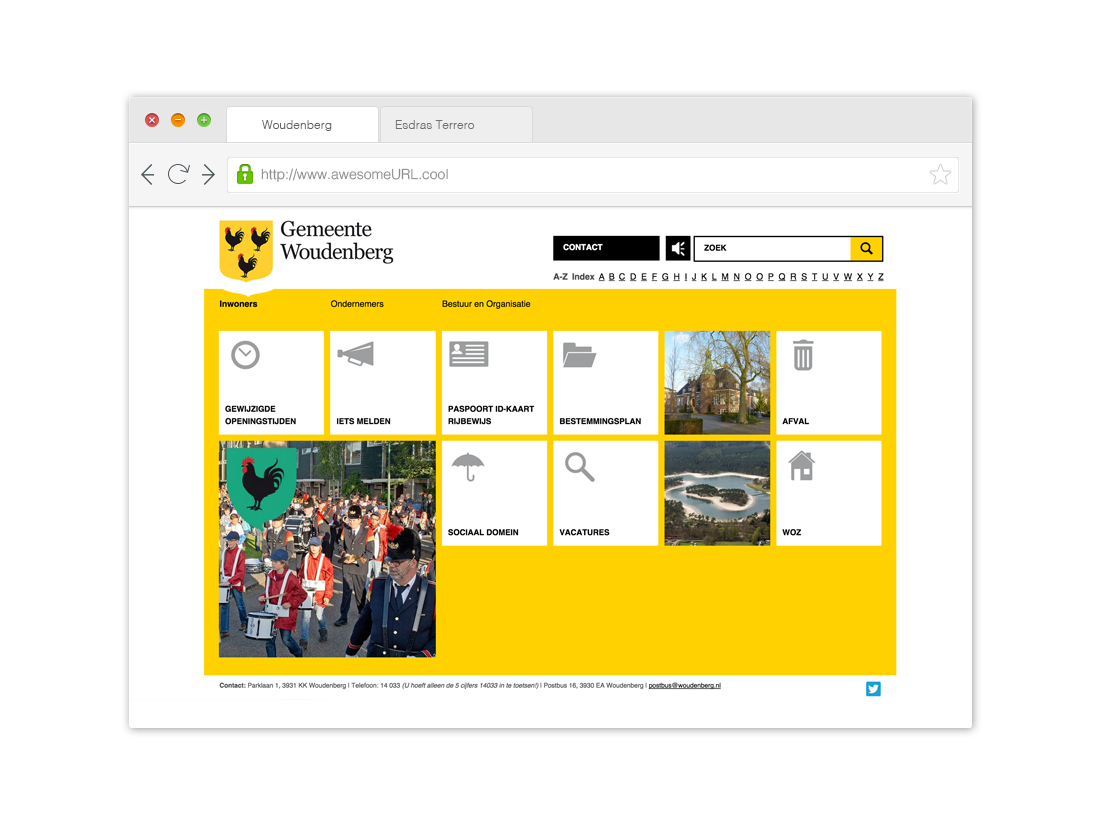 Woudenberg
Esdras Terrero
http://www.awesomeURL.cool
Gemeente
Woudenberg
CONTACT
ZOEK
A-Z Index A B C D E F G H I J K L M N O O P Q R S T U V W X Y Z
Inwoners
Ondernemers
Bestuur en Organisatie
GEWIJZIGDE
OPENINGSTIJDEN
IETS MELDEN
PASPOORT ID-KAART
RIJBEWIJS
BESTEMMINGSPLAN
AFVAL
SOCIAAL DOMEIN
VACATURES
WOZ
Contact: Parklaan 1, 3931 KK Woudenberg I Telefoon: 14 033 (U hoeft alleen de 5 cijfers 14033 in te toetsen!) I Postbus 16, 3930 EA Woudenberg I postbus@woudenberg.nl